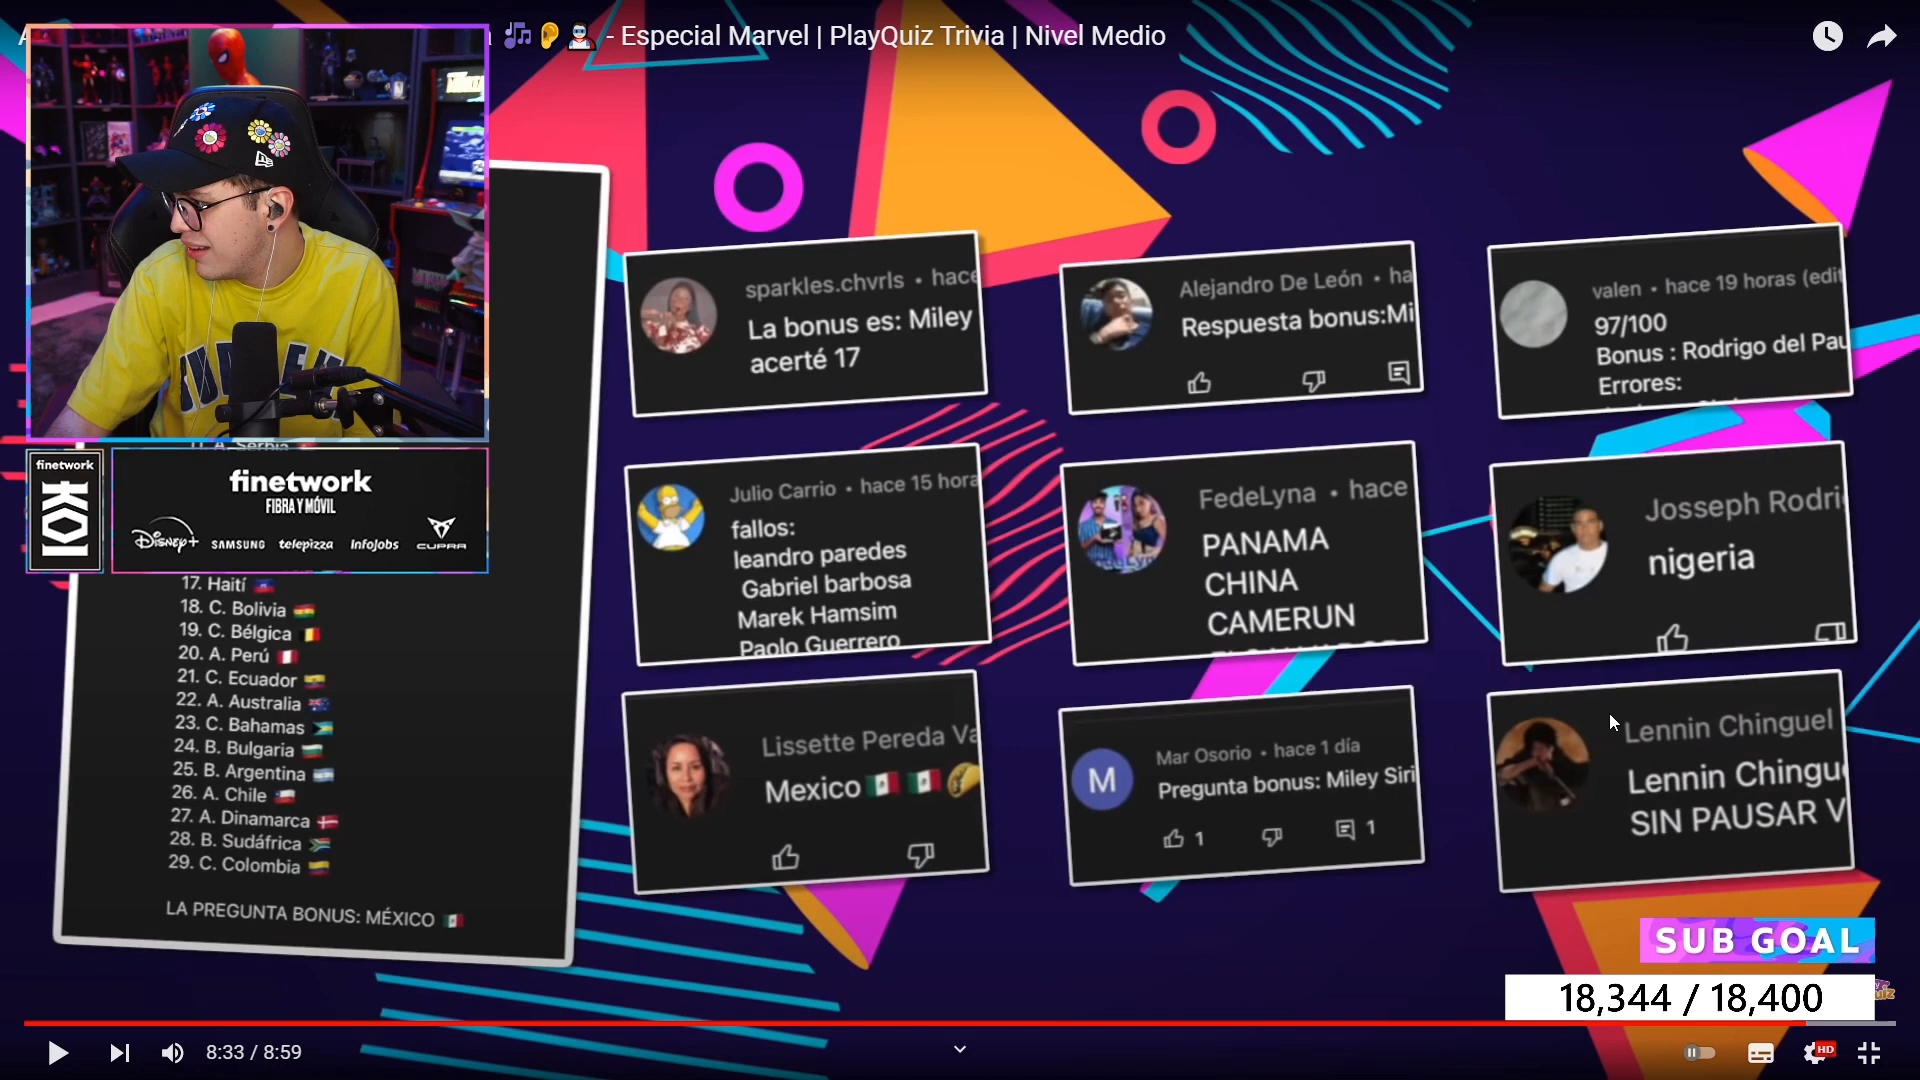 - Especial Marvel | PlayQuiz Trivia | Nivel Medio
finetwork
KOI
finetwork
FIBRA Y MÓVIL
Disney+ SAMSUNG telepizza InfoJobs CUPRA
17. Haití
18. C. Bolivia
19. C. Bélgica
20. A. Perú
21. C. Ecuador
22. A. Australia
23. C. Bahamas
24. B. Bulgaria
25. B. Argentina
26. A. Chile
27. A. Dinamarca
28. B. Sudáfrica
29. C. Colombia
LA PREGUNTA BONUS: MÉXICO
sparkles.chvrls • hace
La bonus es: Miley
acerté 17
Alejandro De León • ha
Respuesta bonus:Mi
valen • hace 19 horas (edit
97/100
Bonus : Rodrigo del Pau
Errores:
Julio Carrio • hace 15 hora
fallos:
leandro paredes
Gabriel barbosa
Marek Hamsim
Paolo Guerrero
FedeLyna • hace
PANAMA
CHINA
CAMERUN
Josseph Rodri
nigeria
Lissette Pereda Va
Mexico
M
Mar Osorio • hace 1 día
Pregunta bonus: Miley Siri
1 1
Lennin Chinguel
Lennin Chingue
SIN PAUSAR V
SUB GOAL
18,344 / 18,400
8:33 / 8:59
HD